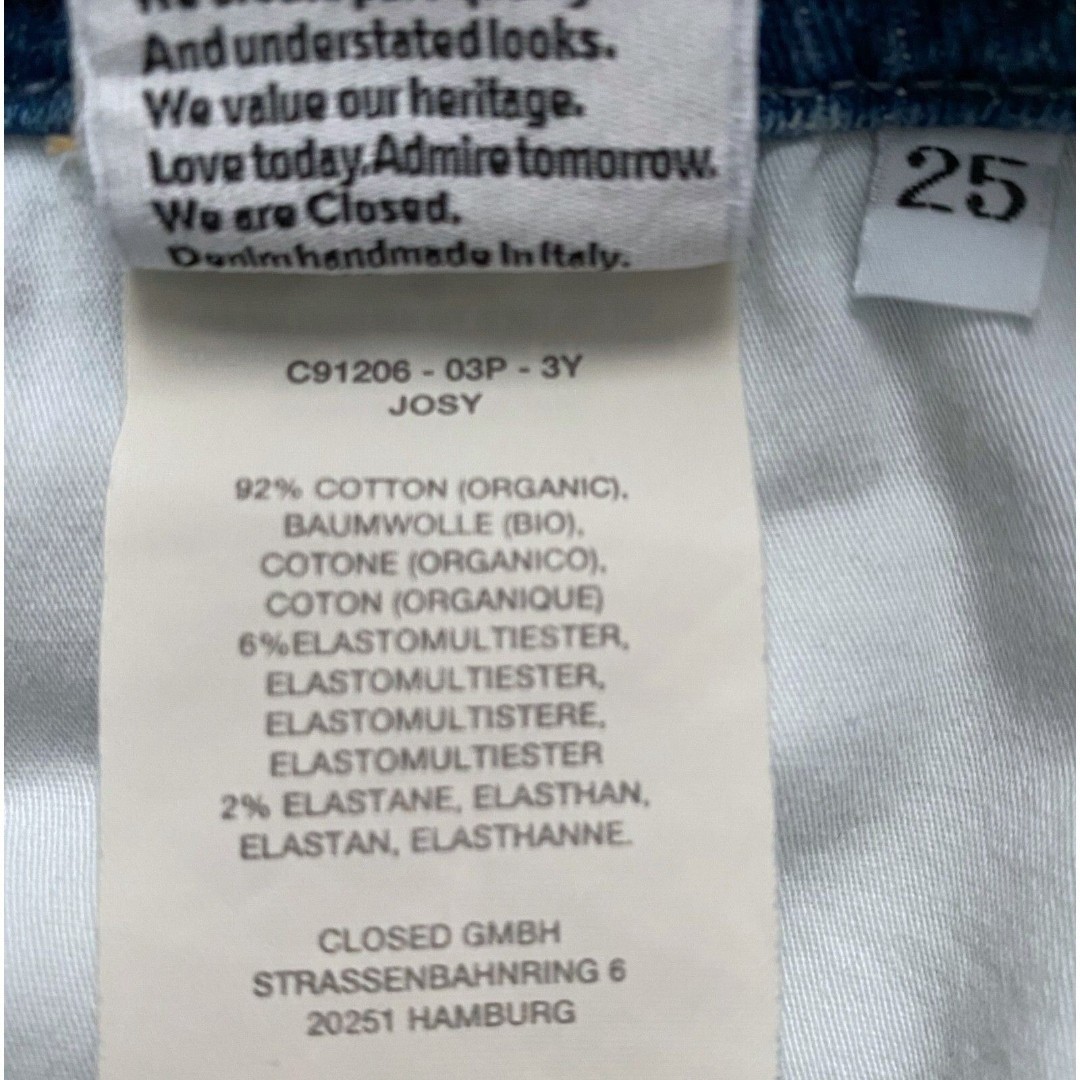 And understated looks.
We value our heritage.
Love today. Admire tomorrow.
We are Closed.
Denim handmade in Italy.
25
C91206 - 03P - 3Y
JOSY
92% COTTON (ORGANIC),
BAUMWOLLE (BIO),
COTONE (ORGANICO),
COTON (ORGANIQUE)
6%ELASTOMULTIESTER,
ELASTOMULTIESTER,
ELASTOMULTISTERE,
ELASTOMULTIESTER
2% ELASTANE, ELASTHAN,
ELASTAN, ELASTHANNE.
CLOSED GMBH
STRASSENBAHNRING 6
20251 HAMBURG